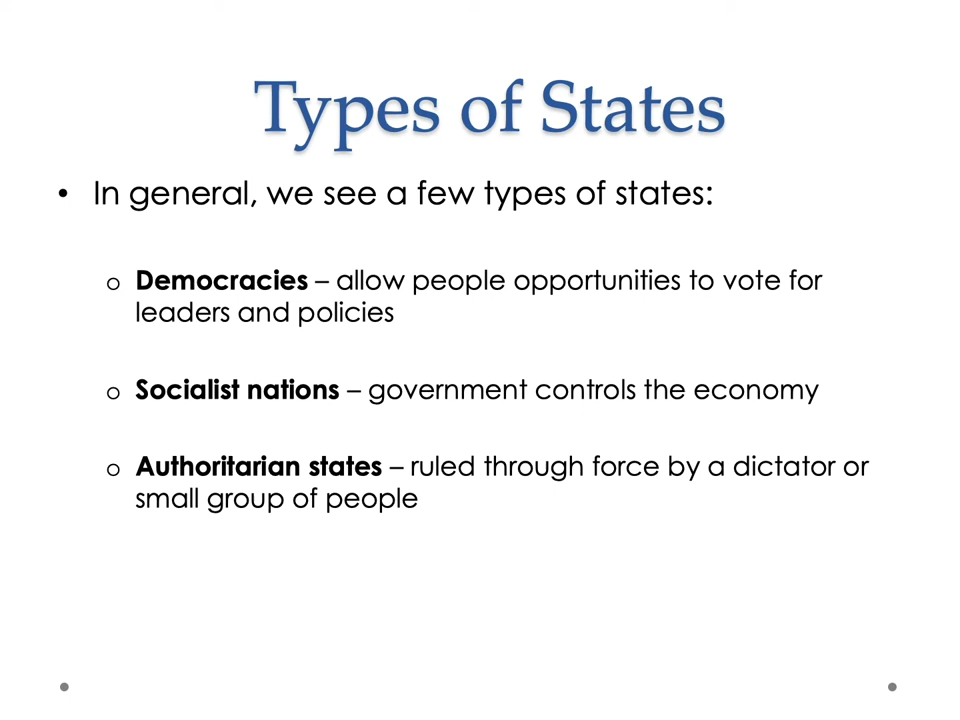 Types of States
• In general, we see a few types of states:
o Democracies – allow people opportunities to vote for
leaders and policies
o Socialist nations – government controls the economy
o Authoritarian states – ruled through force by a dictator or
small group of people